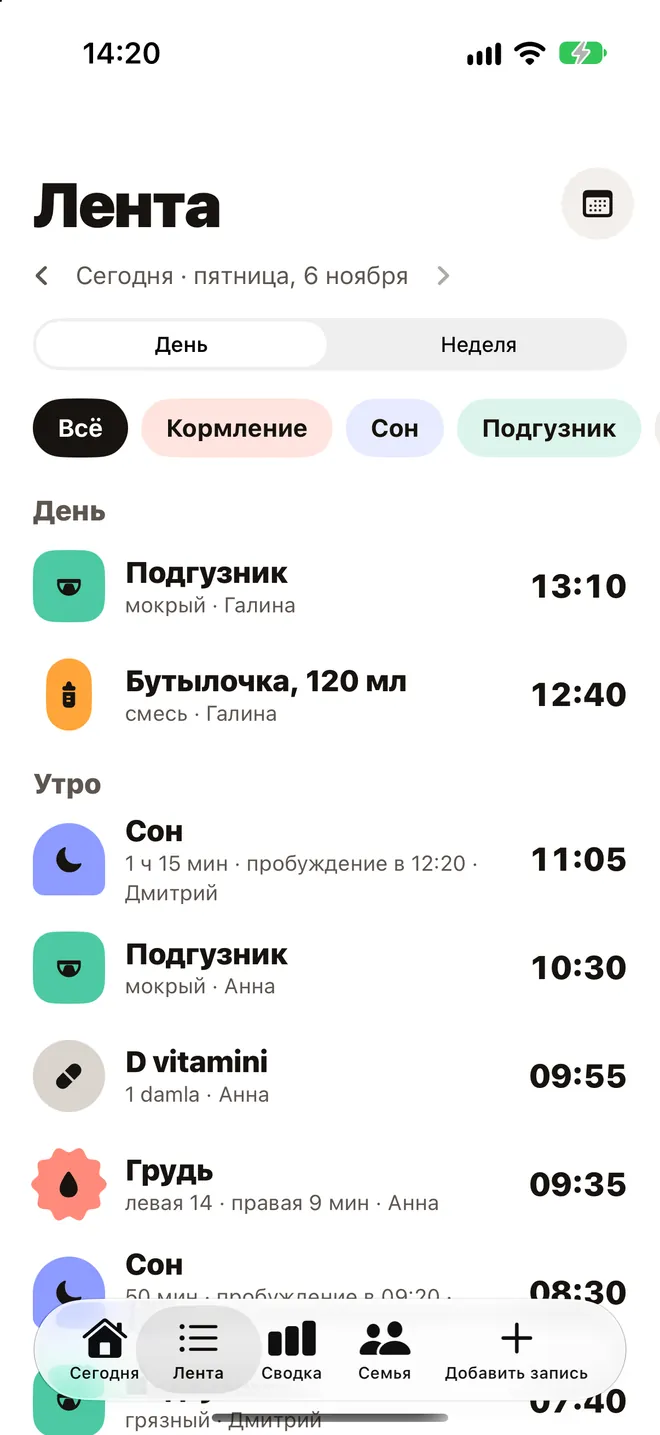 14:20
Лента
Сегодня · пятница, 6 ноября
День Неделя
Всё Кормление Сон Подгузник
День
Подгузник 13:10
мокрый · Галина
Бутылочка, 120 мл 12:40
смесь · Галина
Утро
Сон 11:05
1 ч 15 мин · пробуждение в 12:20 ·
Дмитрий
Подгузник 10:30
мокрый · Анна
D vitamini 09:55
1 damla · Анна
Грудь 09:35
левая 14 · правая 9 мин · Анна
Сон 08:30
50 мин · пробуждение в 09:20 ·
Сегодня Лента Сводка Семья Добавить запись
07:40
грязный · Дмитрий